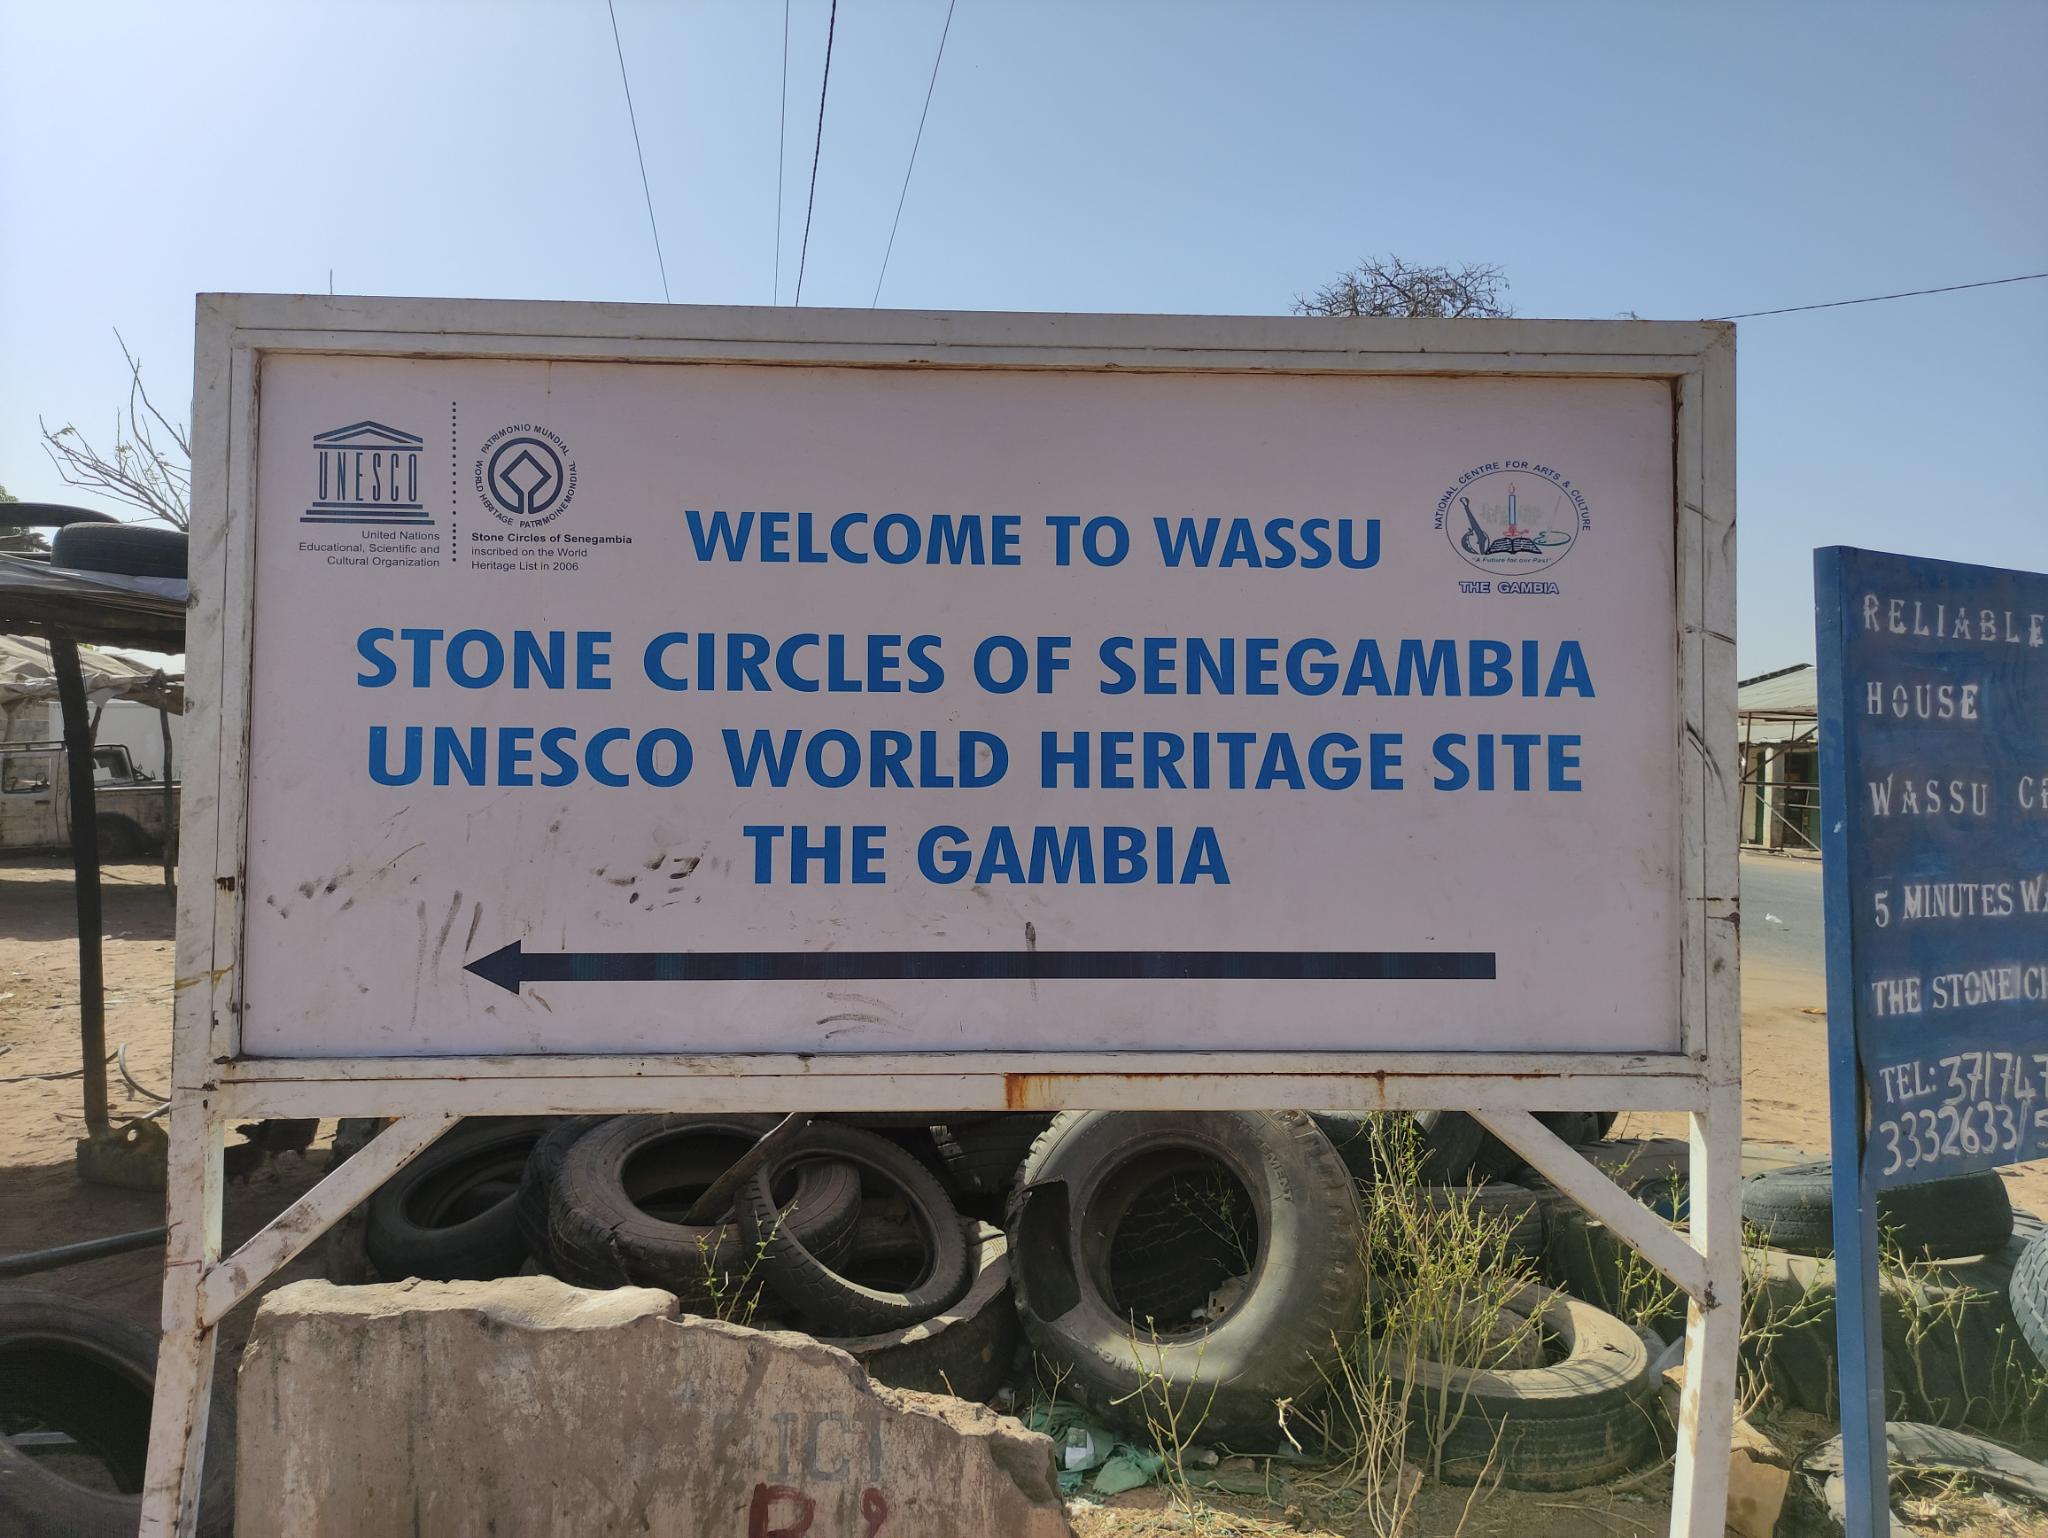 UNESCO
United Nations
Educational, Scientific and
Cultural Organization
PATRIMONIO MUNDIAL
WORLD HERITAGE
PATRIMOINE MONDIAL
Stone Circles of Senegambia
inscribed on the World
Heritage List in 2006
NATIONAL CENTRE FOR ARTS & CULTURE
"A Future for our Past"
THE GAMBIA
WELCOME TO WASSU
STONE CIRCLES OF SENEGAMBIA
UNESCO WORLD HERITAGE SITE
THE GAMBIA
RELIABLE
HOUSE
WASSU
5 MINUTES
THE STONE
TEL: 37174
3332633/